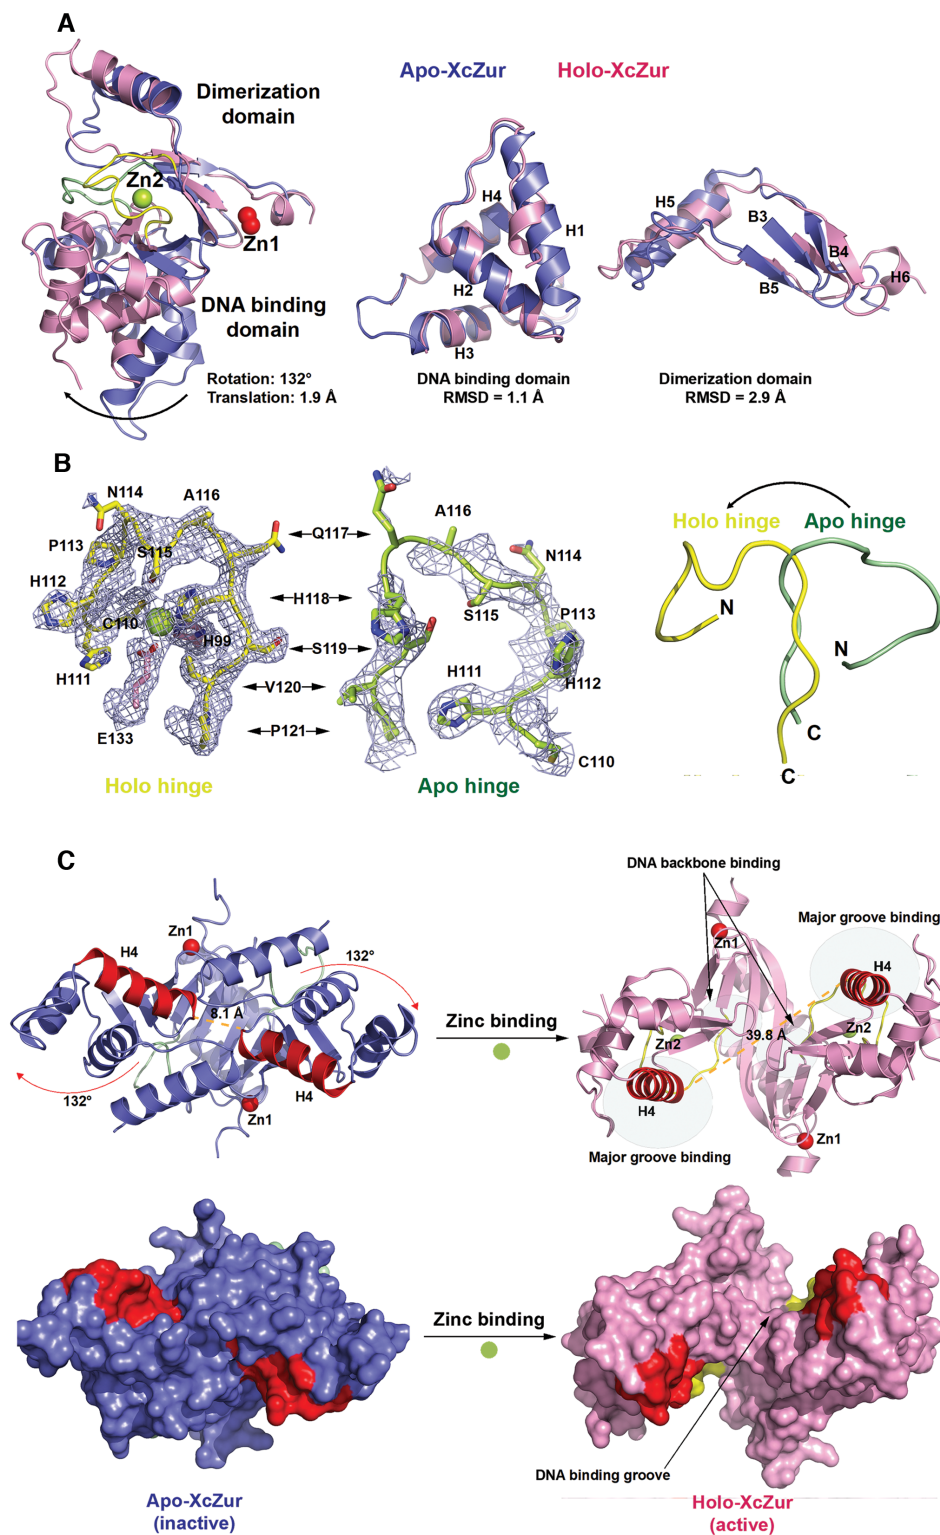 A
Apo-XcZur
Holo-XcZur
Dimerization
domain
Zn2
Zn1
DNA binding
domain
Rotation: 132°
Translation: 1.9 Å
H4
H1
H2
H3
DNA binding domain
RMSD = 1.1 Å
H5
B3
B4
B5
H6
Dimerization domain
RMSD = 2.9 Å
B
N114
A116
P113
S115
H112
C110
H99
H111
E133
Q117
H118
S119
V120
P121
A116
N114
S115
P113
H111
H112
C110
Holo hinge
Apo hinge
Holo hinge
Apo hinge
N
N
C
C
C
Zn1
H4
132°
8.1 Å
132°
H4
Zn1
Zinc binding
DNA backbone binding
Major groove binding
Zn1
H4
Zn2
39.8 Å
Zn2
H4
Zn1
Major groove binding
Zinc binding
DNA binding groove
Apo-XcZur
(inactive)
Holo-XcZur
(active)